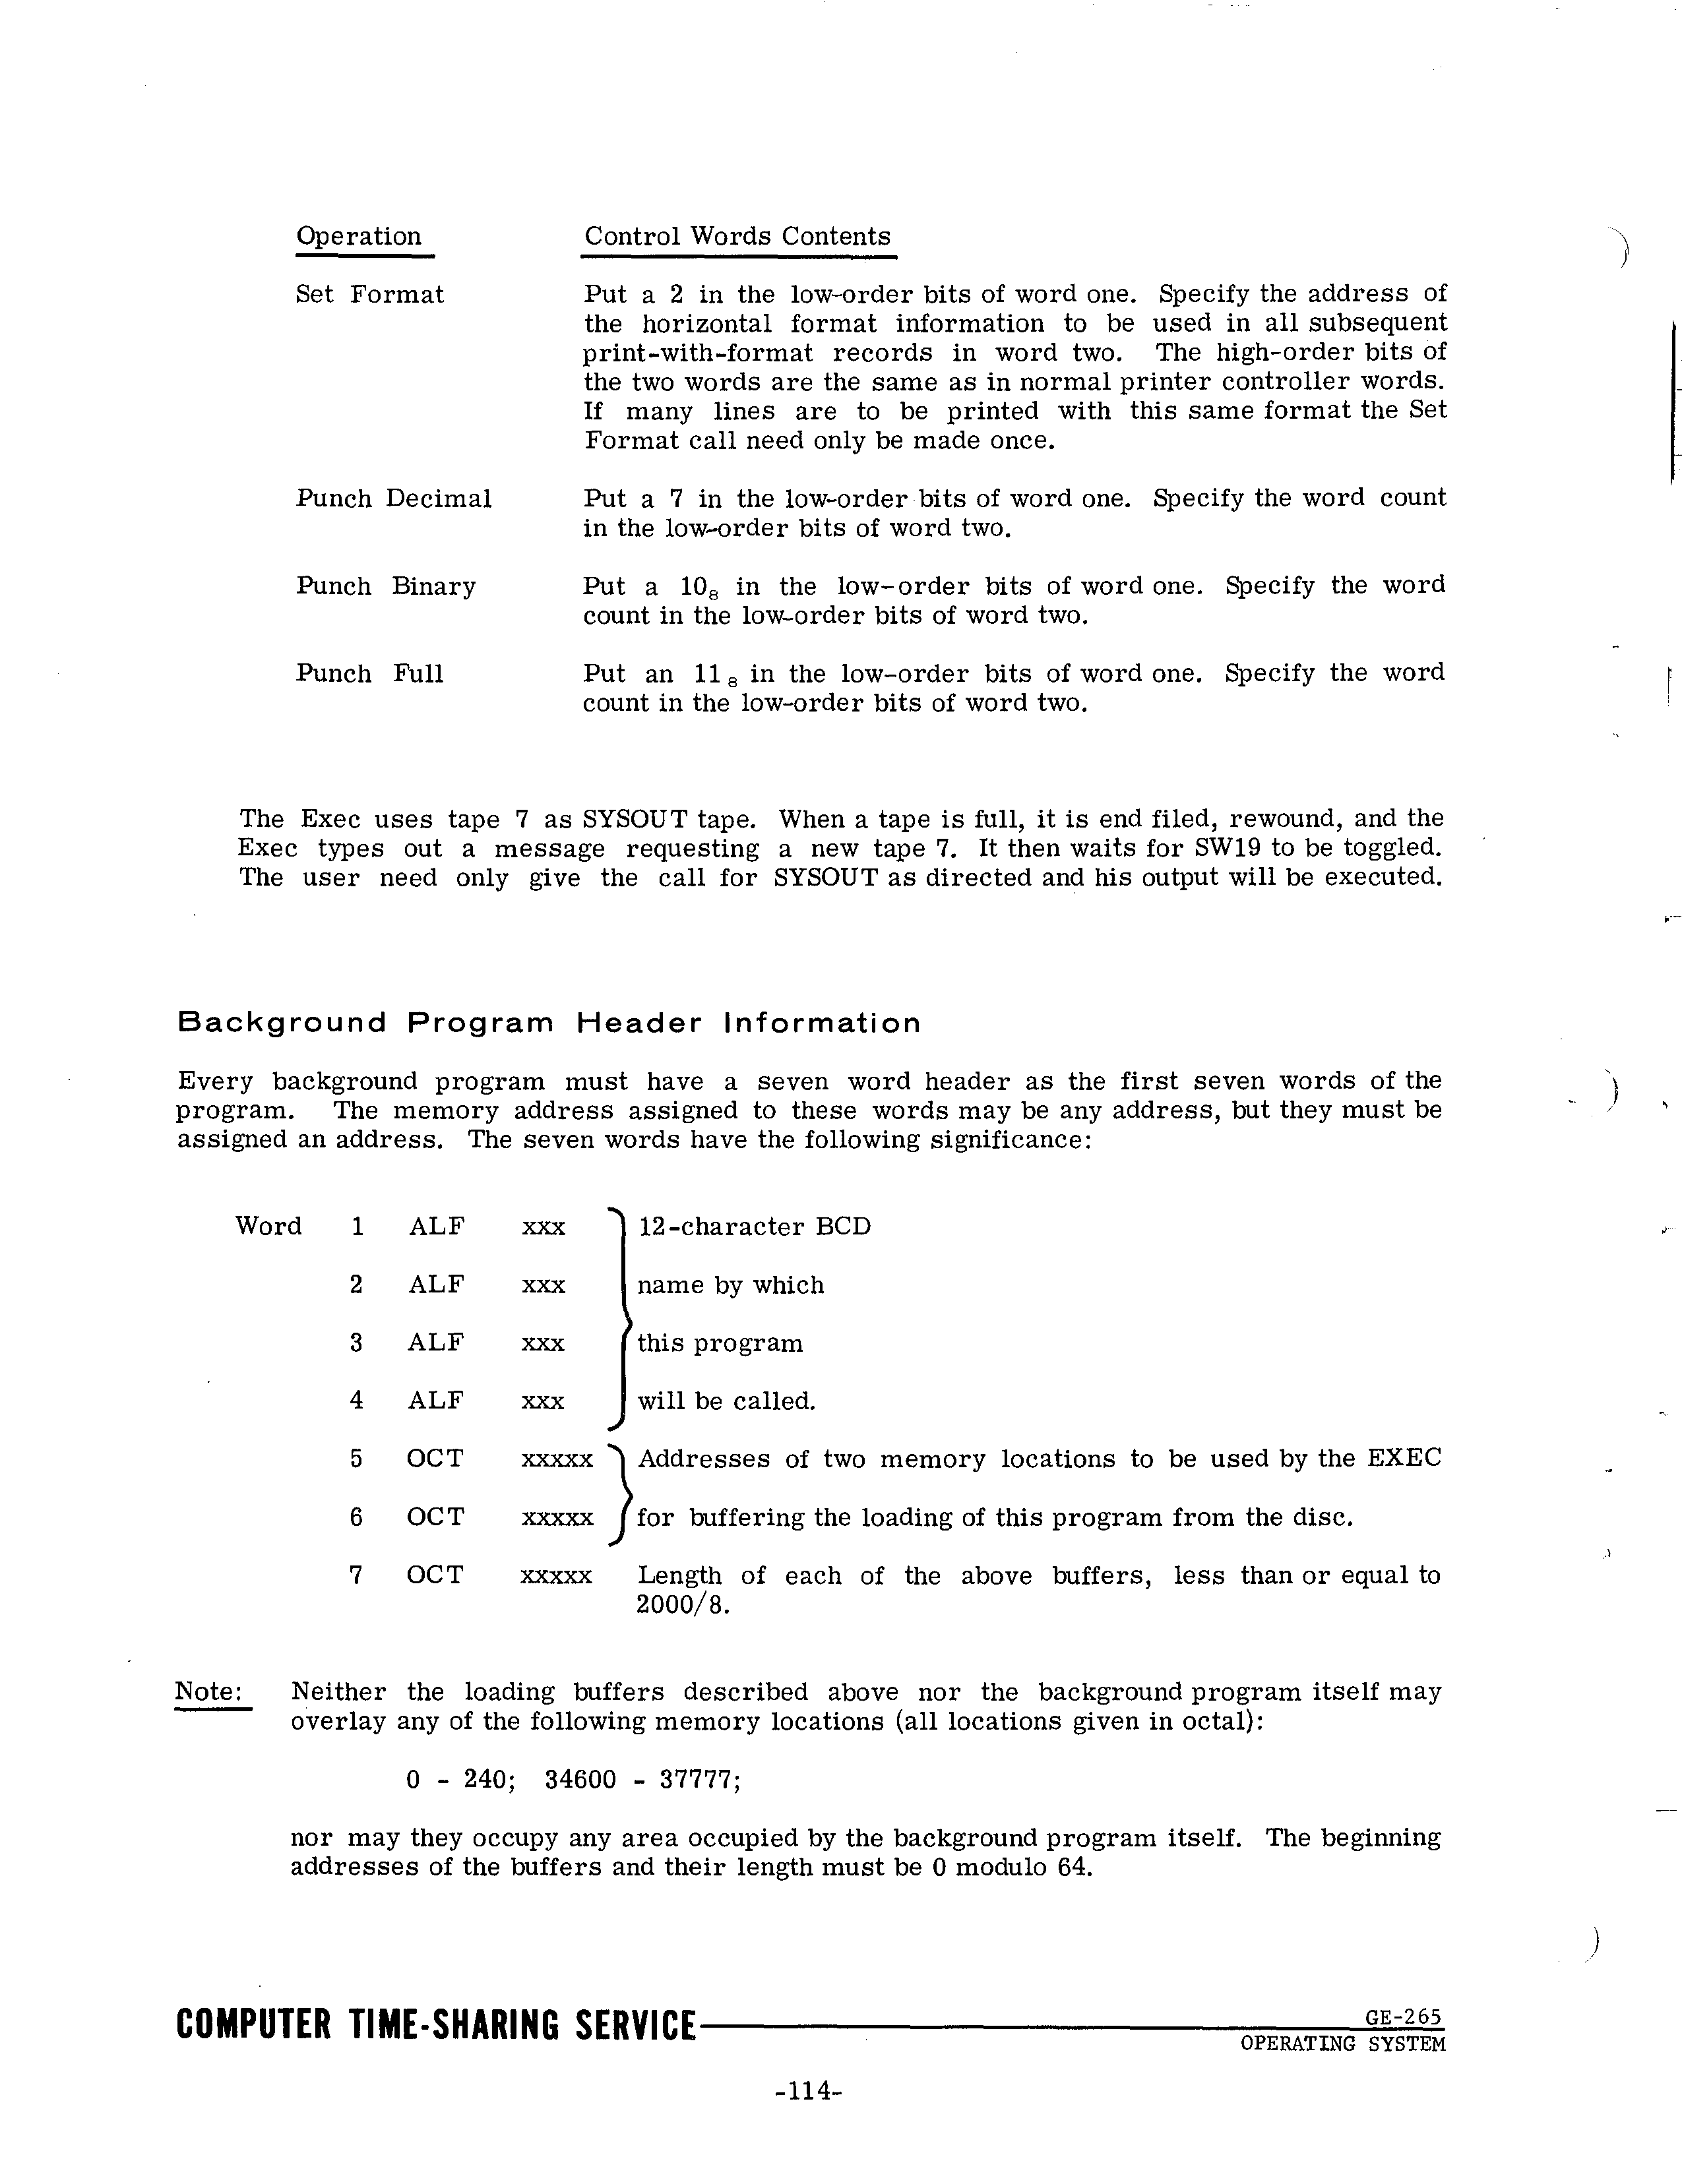 Operation Control Words Contents
Set Format Put a 2 in the low-order bits of word one. Specify the address of
the horizontal format information to be used in all subsequent
print-with-format records in word two. The high-order bits of
the two words are the same as in normal printer controller words.
If many lines are to be printed with this same format the Set
Format call need only be made once.
Punch Decimal Put a 7 in the low-order bits of word one. Specify the word count
in the low-order bits of word two.
Punch Binary Put a 10₈ in the low-order bits of word one. Specify the word
count in the low-order bits of word two.
Punch Full Put an 11₈ in the low-order bits of word one. Specify the word
count in the low-order bits of word two.
The Exec uses tape 7 as SYSOUT tape. When a tape is full, it is end filed, rewound, and the
Exec types out a message requesting a new tape 7. It then waits for SW19 to be toggled.
The user need only give the call for SYSOUT as directed and his output will be executed.
Background Program Header Information
Every background program must have a seven word header as the first seven words of the
program. The memory address assigned to these words may be any address, but they must be
assigned an address. The seven words have the following significance:
Word 1 ALF xxx 12-character BCD
2 ALF xxx name by which
3 ALF xxx this program
4 ALF xxx will be called.
5 OCT xxxxx Addresses of two memory locations to be used by the EXEC
6 OCT xxxxx for buffering the loading of this program from the disc.
7 OCT xxxxx Length of each of the above buffers, less than or equal to
2000/8.
Note: Neither the loading buffers described above nor the background program itself may
overlay any of the following memory locations (all locations given in octal):
0 - 240; 34600 - 37777;
nor may they occupy any area occupied by the background program itself. The beginning
addresses of the buffers and their length must be 0 modulo 64.
COMPUTER TIME-SHARING SERVICE GE-265
OPERATING SYSTEM
-114-